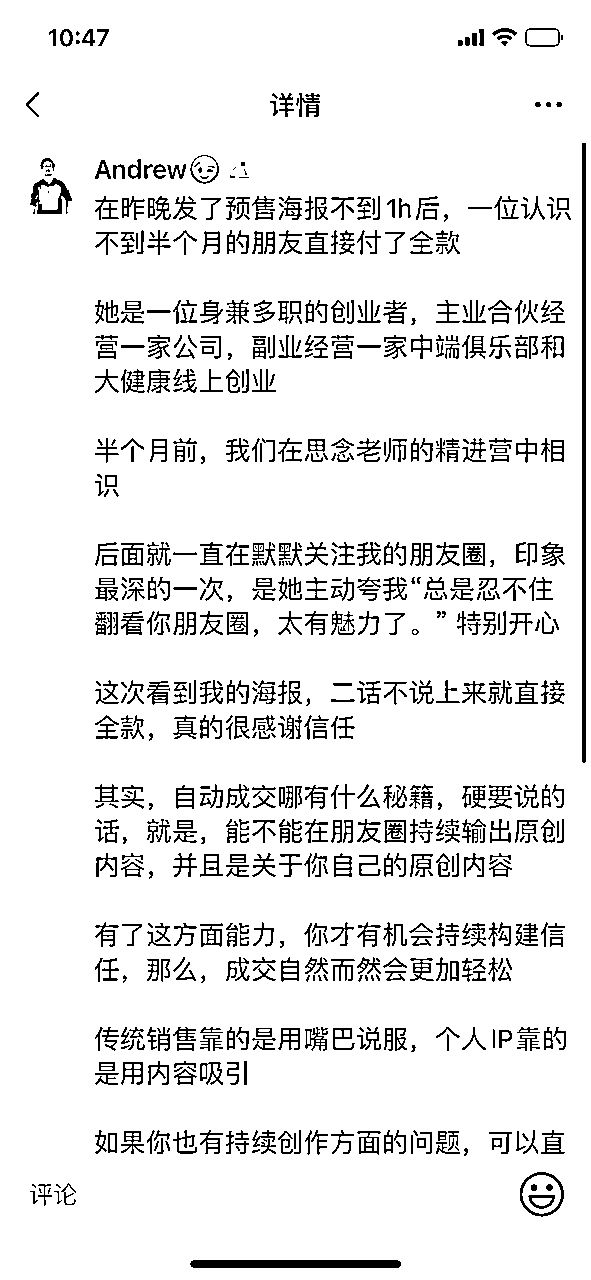 10:47
详情
Andrew
在昨晚发了预售海报不到1h后，一位认识
不到半个月的朋友直接付了全款
她是一位身兼多职的创业者，主业合伙经
营一家公司，副业经营一家中端俱乐部和
大健康线上创业
半个月前，我们在思念老师的精进营中相
识
后面就一直在默默关注我的朋友圈，印象
最深的一次，是她主动夸我“总是忍不住
翻看你朋友圈，太有魅力了。”特别开心
这次看到我的海报，二话不说上来就直接
全款，真的很感谢信任
其实，自动成交哪有什么秘籍，硬要说的
话，就是，能不能在朋友圈持续输出原创
内容，并且是关于你自己的原创内容
有了这方面能力，你才有机会持续构建信
任，那么，成交自然而然会更加轻松
传统销售靠的是用嘴巴说服，个人IP靠的
是用内容吸引
如果你也有持续创作方面的问题，可以直
评论